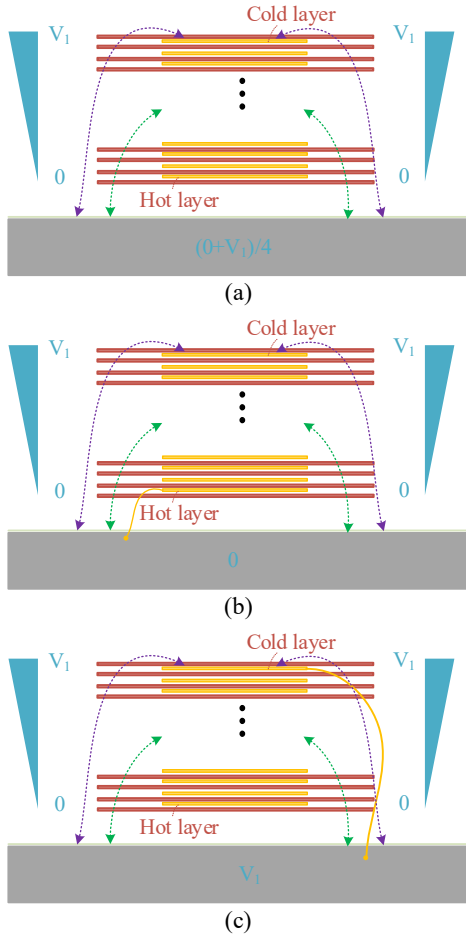 Cold layer
V₁ V₁
0 0
Hot layer
(0+V₁)/4
(a)
Cold layer
V₁ V₁
0 0
Hot layer
0
(b)
Cold layer
V₁ V₁
0 0
Hot layer
V₁
(c)